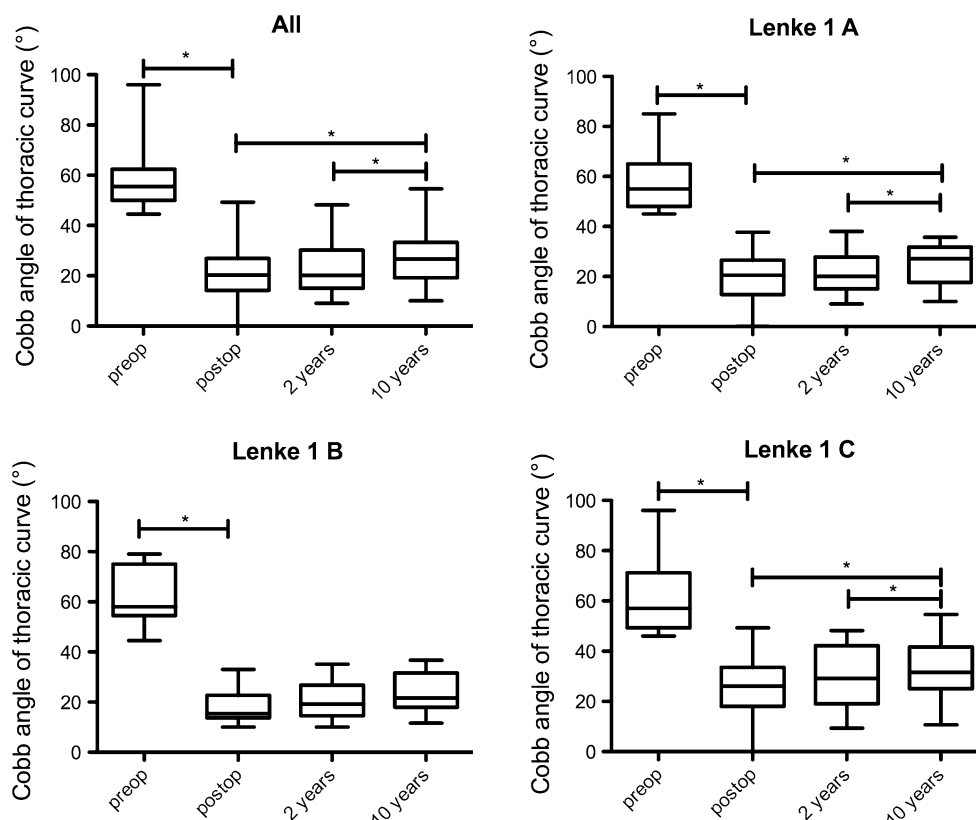 All
Cobb angle of thoracic curve (°)
*
*
*
100
80
60
40
20
0
preop
postop
2 years
10 years
Lenke 1 A
Cobb angle of thoracic curve (°)
*
*
*
100
80
60
40
20
0
preop
postop
2 years
10 years
Lenke 1 B
Cobb angle of thoracic curve (°)
*
100
80
60
40
20
0
preop
postop
2 years
10 years
Lenke 1 C
Cobb angle of thoracic curve (°)
*
*
*
100
80
60
40
20
0
preop
postop
2 years
10 years